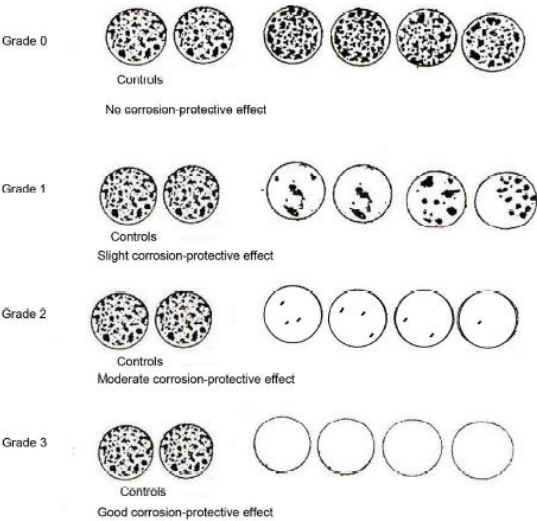 Grade 0
Controls
No corrosion-protective effect
Grade 1
Controls
Slight corrosion-protective effect
Grade 2
Controls
Moderate corrosion-protective effect
Grade 3
Controls
Good corrosion-protective effect